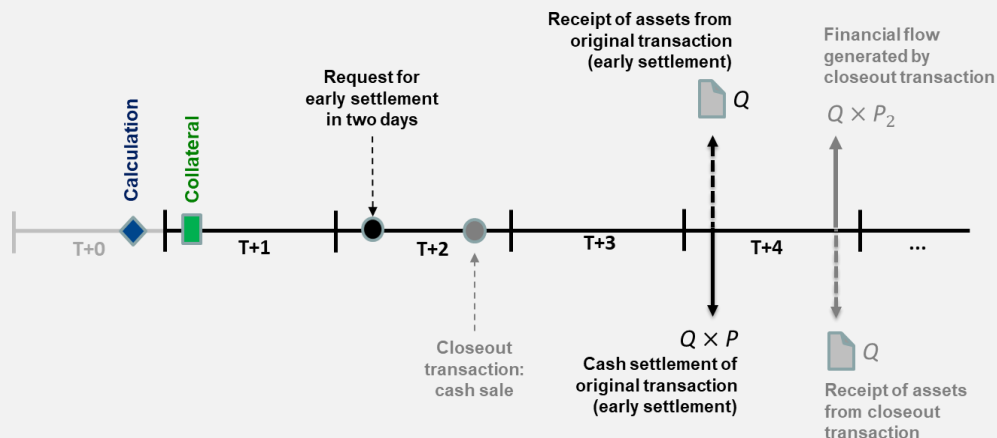 Receipt of assets from
original transaction
(early settlement)
Q
Financial flow
generated by
closeout transaction
Q × P₂
Request for
early settlement
in two days
Calculation
Collateral
T+0
T+1
T+2
T+3
T+4
...
Closeout
transaction:
cash sale
Q × P
Cash settlement of
original transaction
(early settlement)
Q
Receipt of assets
from closeout
transaction